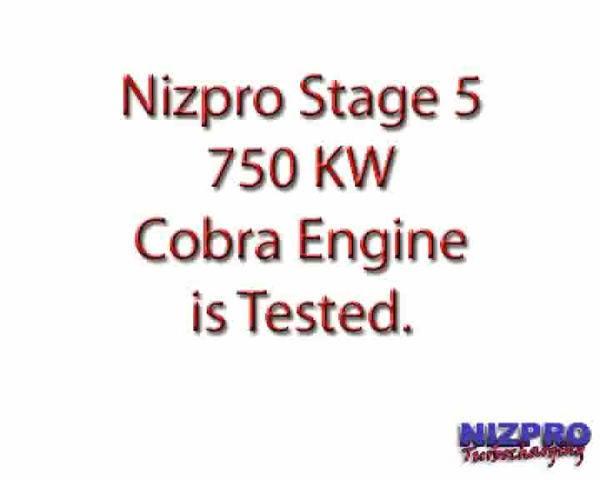 Nizpro Stage 5
750 KW
Cobra Engine
is Tested.
NIZPRO
Turbocharging